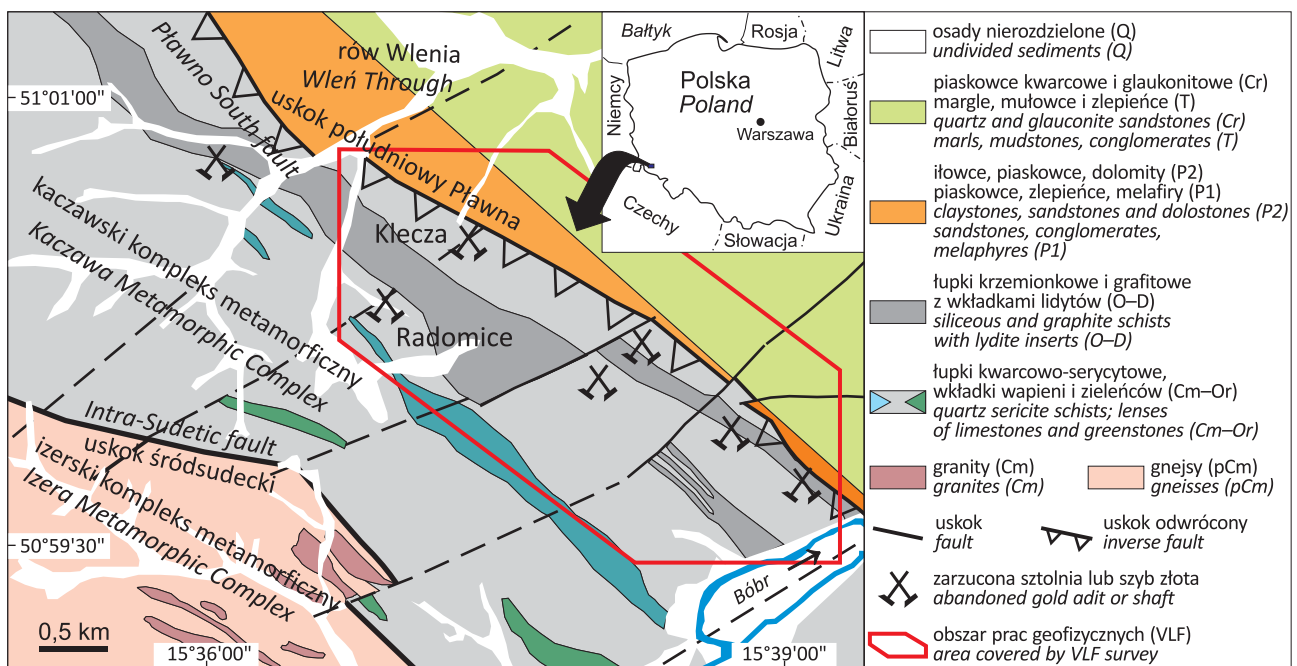 rów Wlenia
Wleń Through
51°01'00"
Pławno South fault
uskok południowy Pławna
kaczawski kompleks metamorficzny
Kaczawa Metamorphic Complex
Klecza
Radomice
Intra-Sudetic fault
uskok śródsudecki
izerski kompleks metamorficzny
Izera Metamorphic Complex
50°59'30"
0,5 km
15°36'00"
15°39'00"
Bóbr
Bałtyk
Rosja
Litwa
Polska
Poland
Niemcy
Warszawa
Białoruś
Ukraina
Czechy
Słowacja
osady nierozdzielone (Q)
undivided sediments (Q)
piaskowce kwarcowe i glaukonitowe (Cr)
margle, mułowce i zlepieńce (T)
quartz and glauconite sandstones (Cr)
marls, mudstones, conglomerates (T)
iłowce, piaskowce, dolomity (P2)
piaskowce, zlepieńce, melafiry (P1)
claystones, sandstones and dolostones (P2)
sandstones, conglomerates,
melaphyres (P1)
łupki krzemionkowe i grafitowe
z wkładkami lidytów (O–D)
siliceous and graphite schists
with lydite inserts (O–D)
łupki kwarcowo-serycytowe,
wkładki wapieni i zieleńców (Cm–Or)
quartz sericite schists; lenses
of limestones and greenstones (Cm–Or)
granity (Cm)
granites (Cm)
gnejsy (pCm)
gneisses (pCm)
uskok
fault
uskok odwrócony
inverse fault
zarzucona sztolnia lub szyb złota
abandoned gold adit or shaft
obszar prac geofizycznych (VLF)
area covered by VLF survey